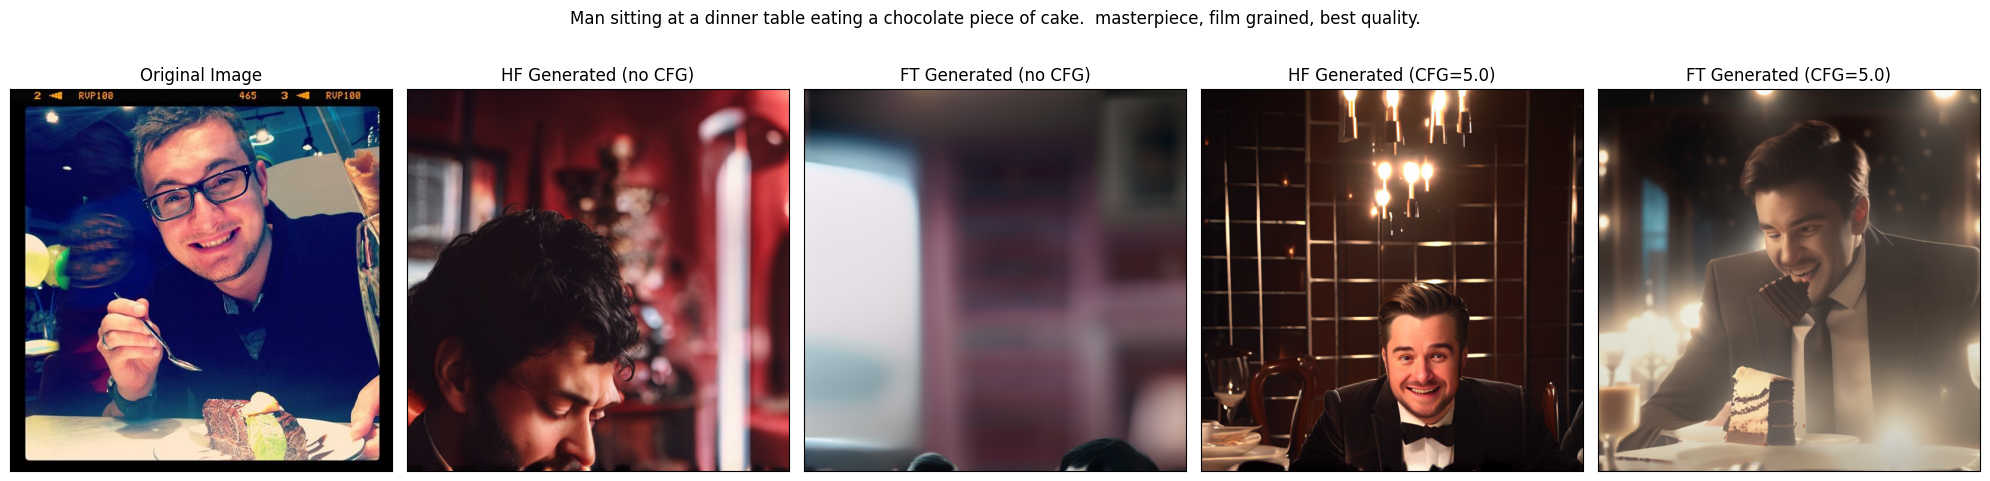 Man sitting at a dinner table eating a chocolate piece of cake.  masterpiece, film grained, best quality.
Original Image
HF Generated (no CFG)
FT Generated (no CFG)
HF Generated (CFG=5.0)
FT Generated (CFG=5.0)
2 RVP100 465 3 RVP100